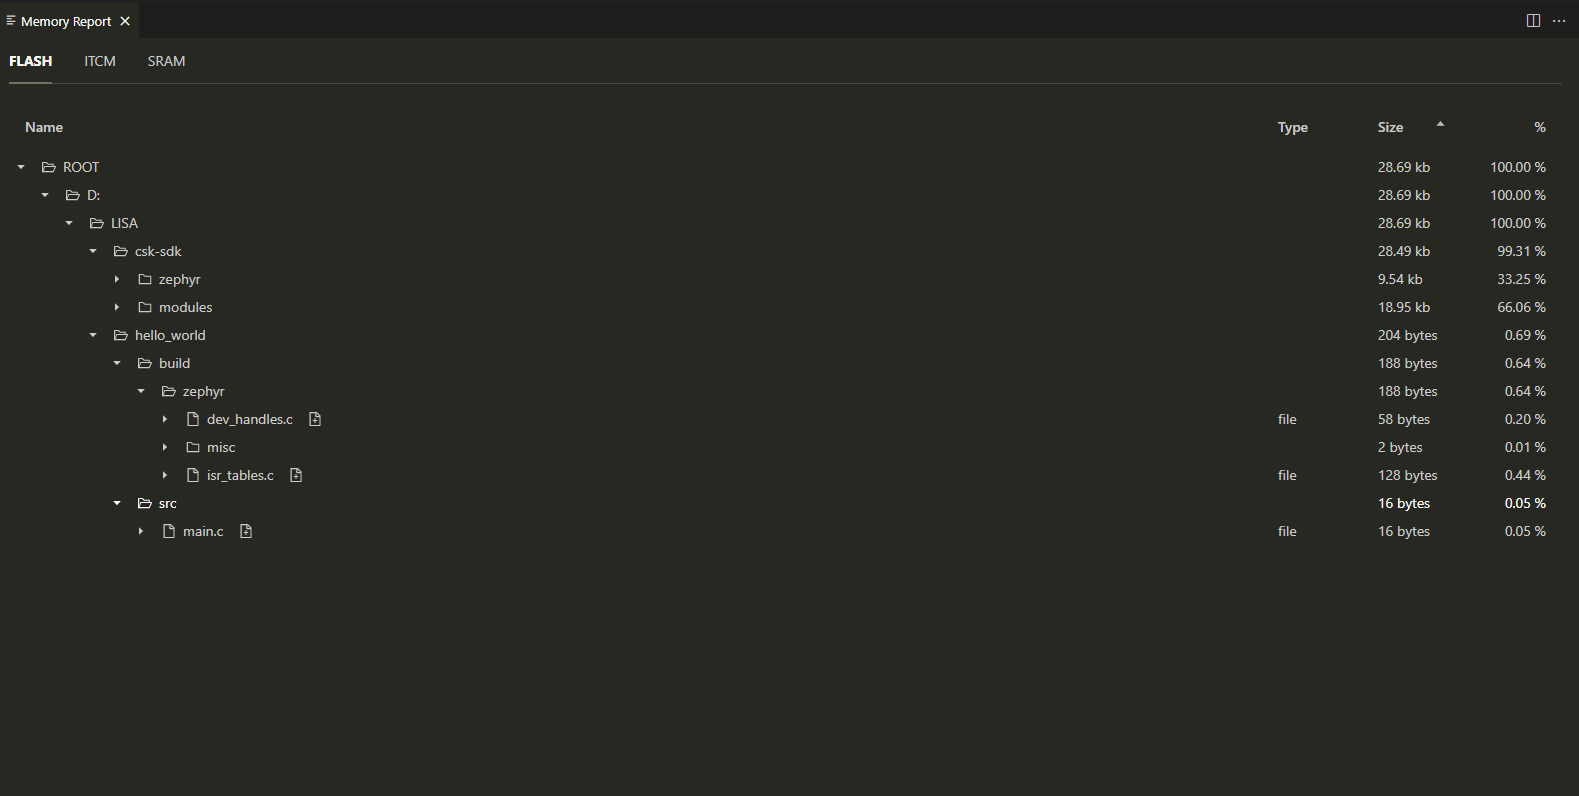 Memory Report
FLASH ITCM SRAM
Name Type Size %
ROOT 28.69 kb 100.00 %
D: 28.69 kb 100.00 %
LISA 28.69 kb 100.00 %
csk-sdk 28.49 kb 99.31 %
zephyr 9.54 kb 33.25 %
modules 18.95 kb 66.06 %
hello_world 204 bytes 0.69 %
build 188 bytes 0.64 %
zephyr 188 bytes 0.64 %
dev_handles.c file 58 bytes 0.20 %
misc 2 bytes 0.01 %
isr_tables.c file 128 bytes 0.44 %
src 16 bytes 0.05 %
main.c file 16 bytes 0.05 %